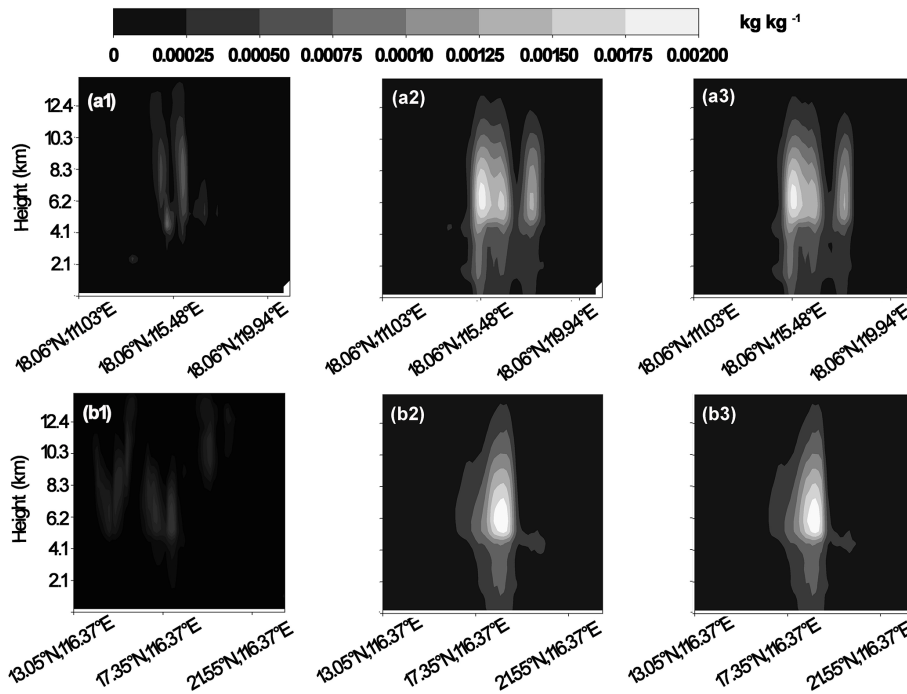 kg kg -1
0 0.00025 0.00050 0.00075 0.00010 0.00125 0.00150 0.00175 0.00200
(a1) (a2) (a3)
Height (km)
12.4
10.3
8.3
6.2
4.1
2.1
18.06°N,111.03°E 18.06°N,115.48°E 18.06°N,119.94°E
18.06°N,111.03°E 18.06°N,115.48°E 18.06°N,119.94°E
18.06°N,111.03°E 18.06°N,115.48°E 18.06°N,119.94°E
(b1) (b2) (b3)
Height (km)
12.4
10.3
8.3
6.2
4.1
2.1
13.05°N,116.37°E 17.35°N,116.37°E 21.55°N,116.37°E
13.05°N,116.37°E 17.35°N,116.37°E 21.55°N,116.37°E
13.05°N,116.37°E 17.35°N,116.37°E 21.55°N,116.37°E